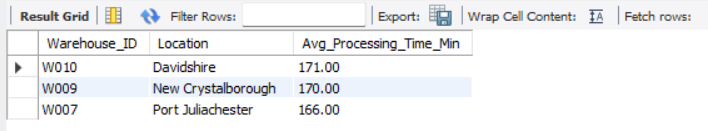 Result Grid Filter Rows: Export: Wrap Cell Content: IA Fetch rows:
Warehouse_ID Location Avg_Processing_Time_Min
W010 Davidshire 171.00
W009 New Crystalborough 170.00
W007 Port Juliachester 166.00